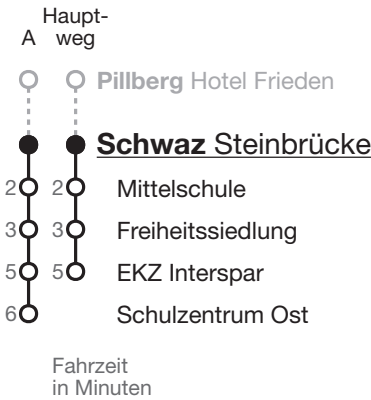 Haupt-
A weg
Pillberg Hotel Frieden
Schwaz Steinbrücke
2 2 Mittelschule
3 3 Freiheitssiedlung
5 5 EKZ Interspar
6 Schulzentrum Ost
Fahrzeit
in Minuten